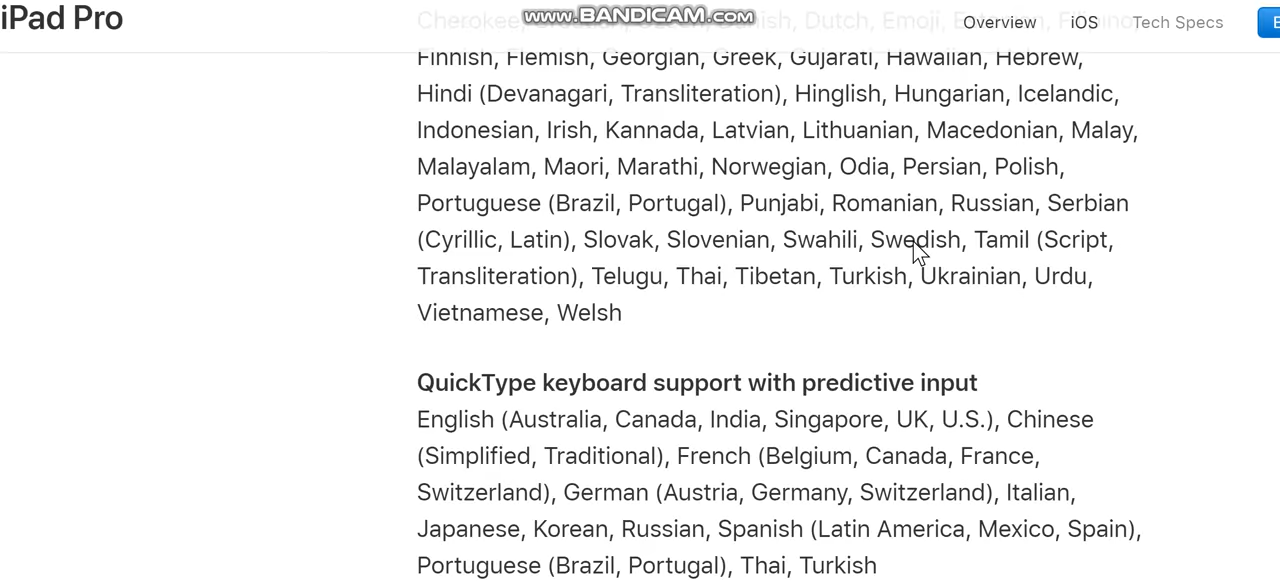 iPad Pro
www.BANDICAM.com
Overview
iOS
Tech Specs
Cherokee, Dutch, Emoji,
Finnish, Flemish, Georgian, Greek, Gujarati, Hawaiian, Hebrew,
Hindi (Devanagari, Transliteration), Hinglish, Hungarian, Icelandic,
Indonesian, Irish, Kannada, Latvian, Lithuanian, Macedonian, Malay,
Malayalam, Maori, Marathi, Norwegian, Odia, Persian, Polish,
Portuguese (Brazil, Portugal), Punjabi, Romanian, Russian, Serbian
(Cyrillic, Latin), Slovak, Slovenian, Swahili, Swedish, Tamil (Script,
Transliteration), Telugu, Thai, Tibetan, Turkish, Ukrainian, Urdu,
Vietnamese, Welsh
QuickType keyboard support with predictive input
English (Australia, Canada, India, Singapore, UK, U.S.), Chinese
(Simplified, Traditional), French (Belgium, Canada, France,
Switzerland), German (Austria, Germany, Switzerland), Italian,
Japanese, Korean, Russian, Spanish (Latin America, Mexico, Spain),
Portuguese (Brazil, Portugal), Thai, Turkish